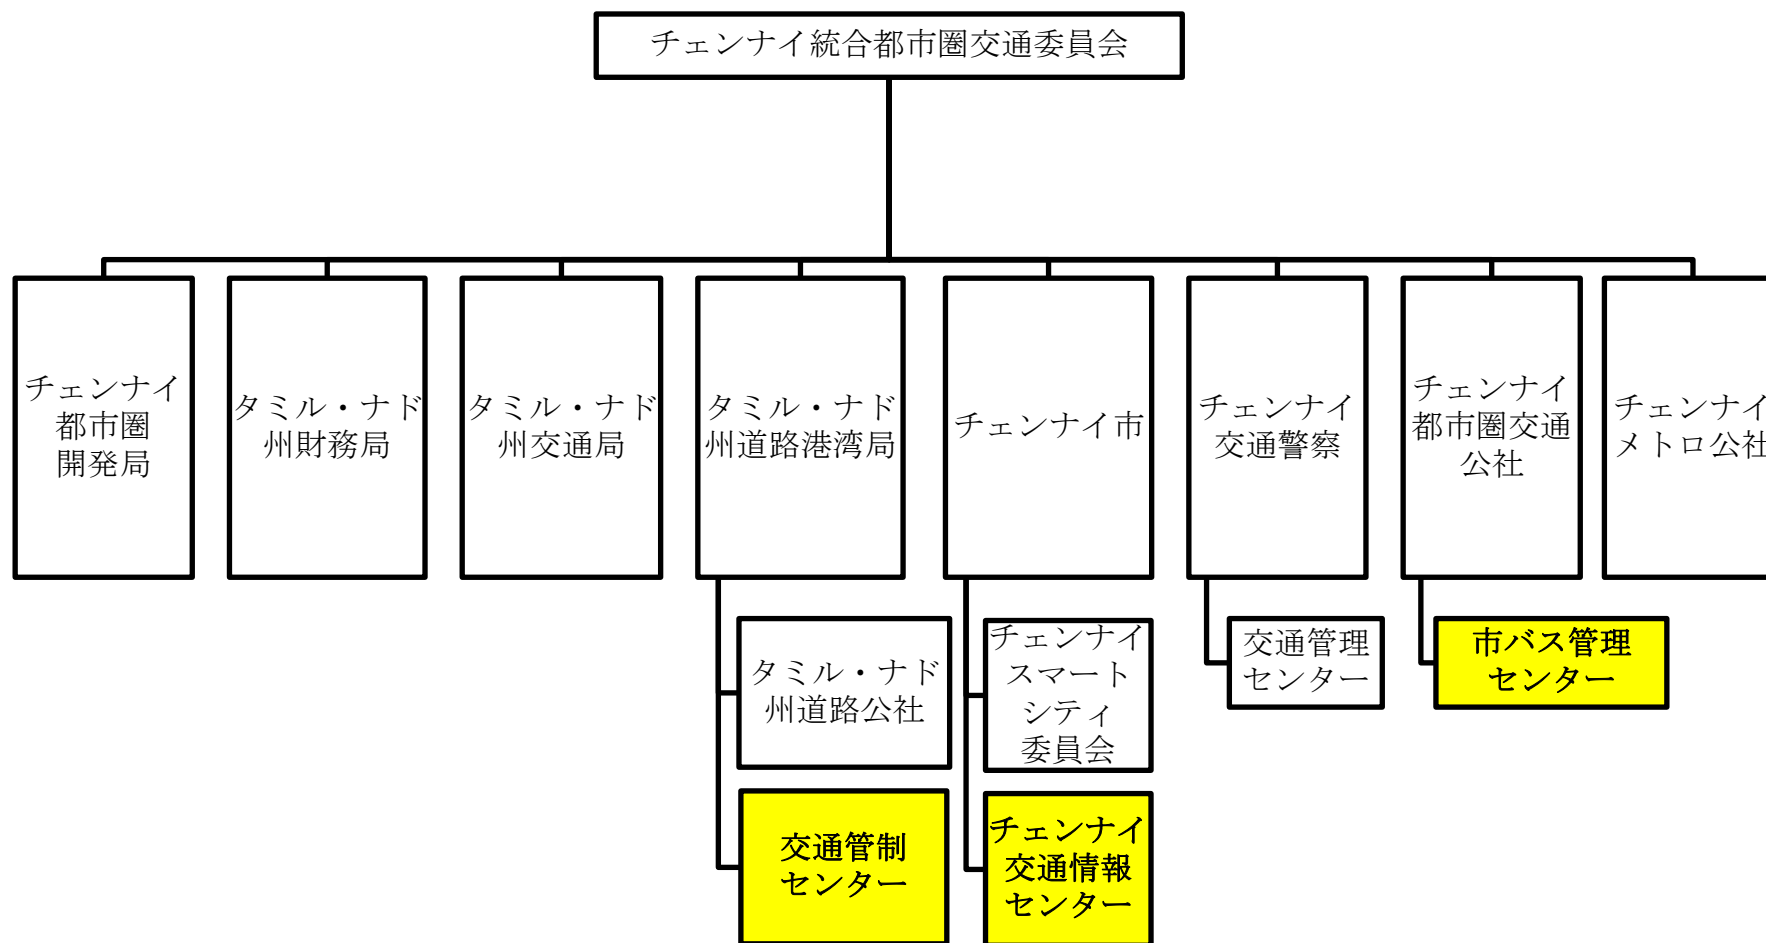 チェンナイ統合都市圏交通委員会
チェンナイ
都市圏
開発局
タミル・ナド
州財務局
タミル・ナド
州交通局
タミル・ナド
州道路港湾局
チェンナイ市
チェンナイ
交通警察
チェンナイ
都市圏交通
公社
チェンナイ
メトロ公社
タミル・ナド
州道路公社
チェンナイ
スマート
シティ
委員会
交通管理
センター
市バス管理
センター
交通管制
センター
チェンナイ
交通情報
センター